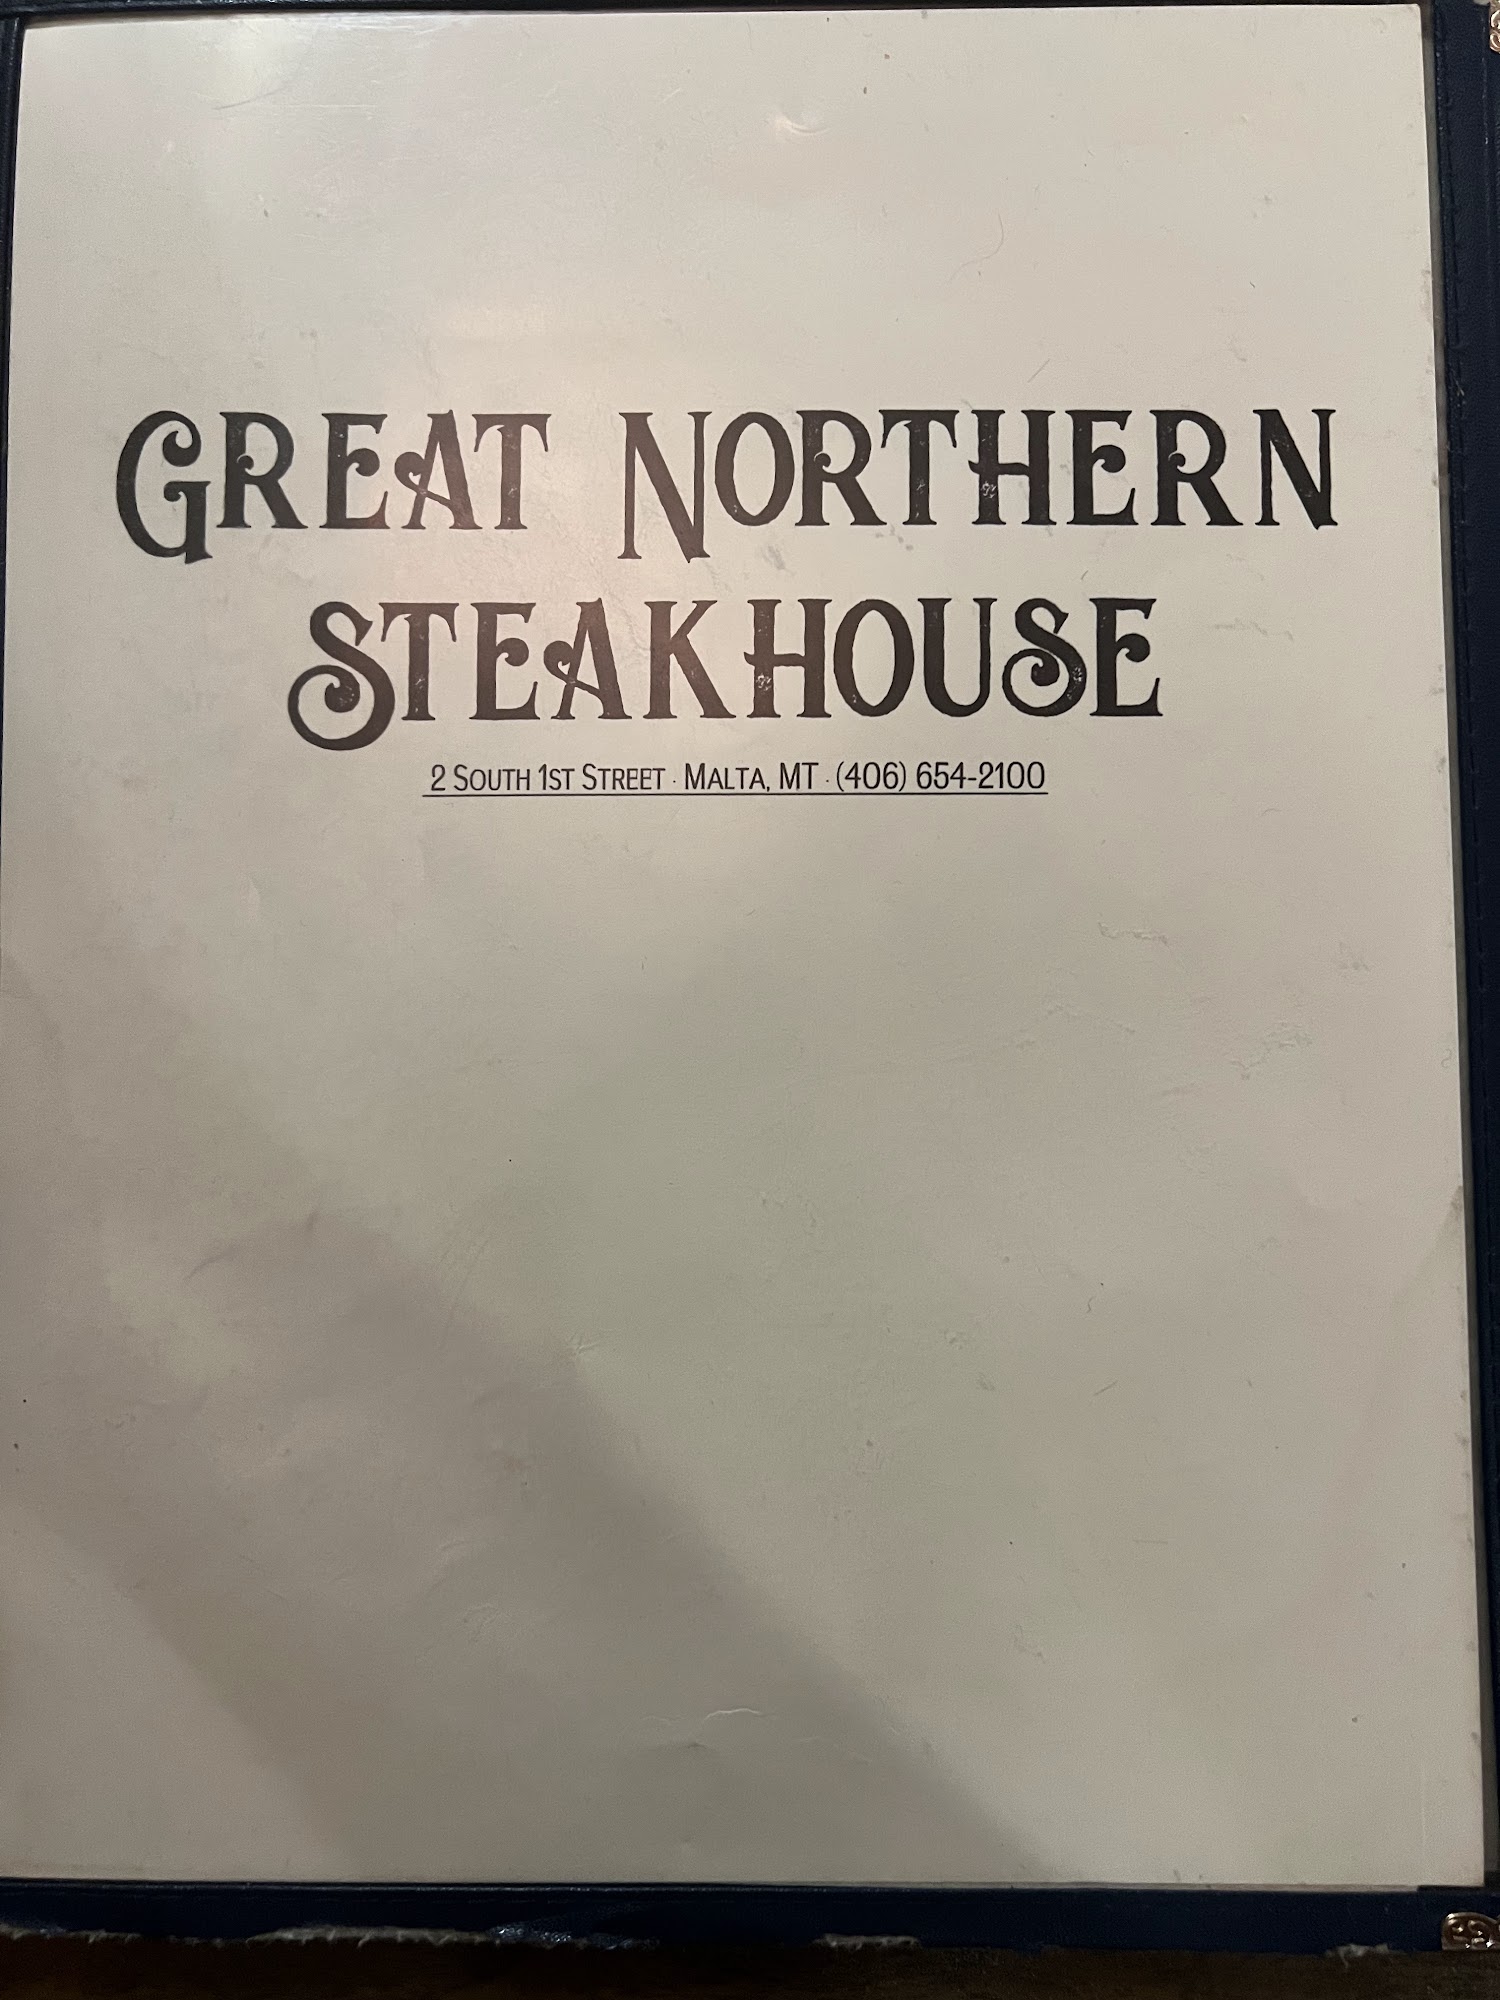 GREAT NORTHERN
STEAKHOUSE
2 SOUTH 1ST STREET · MALTA, MT · (406) 654-2100